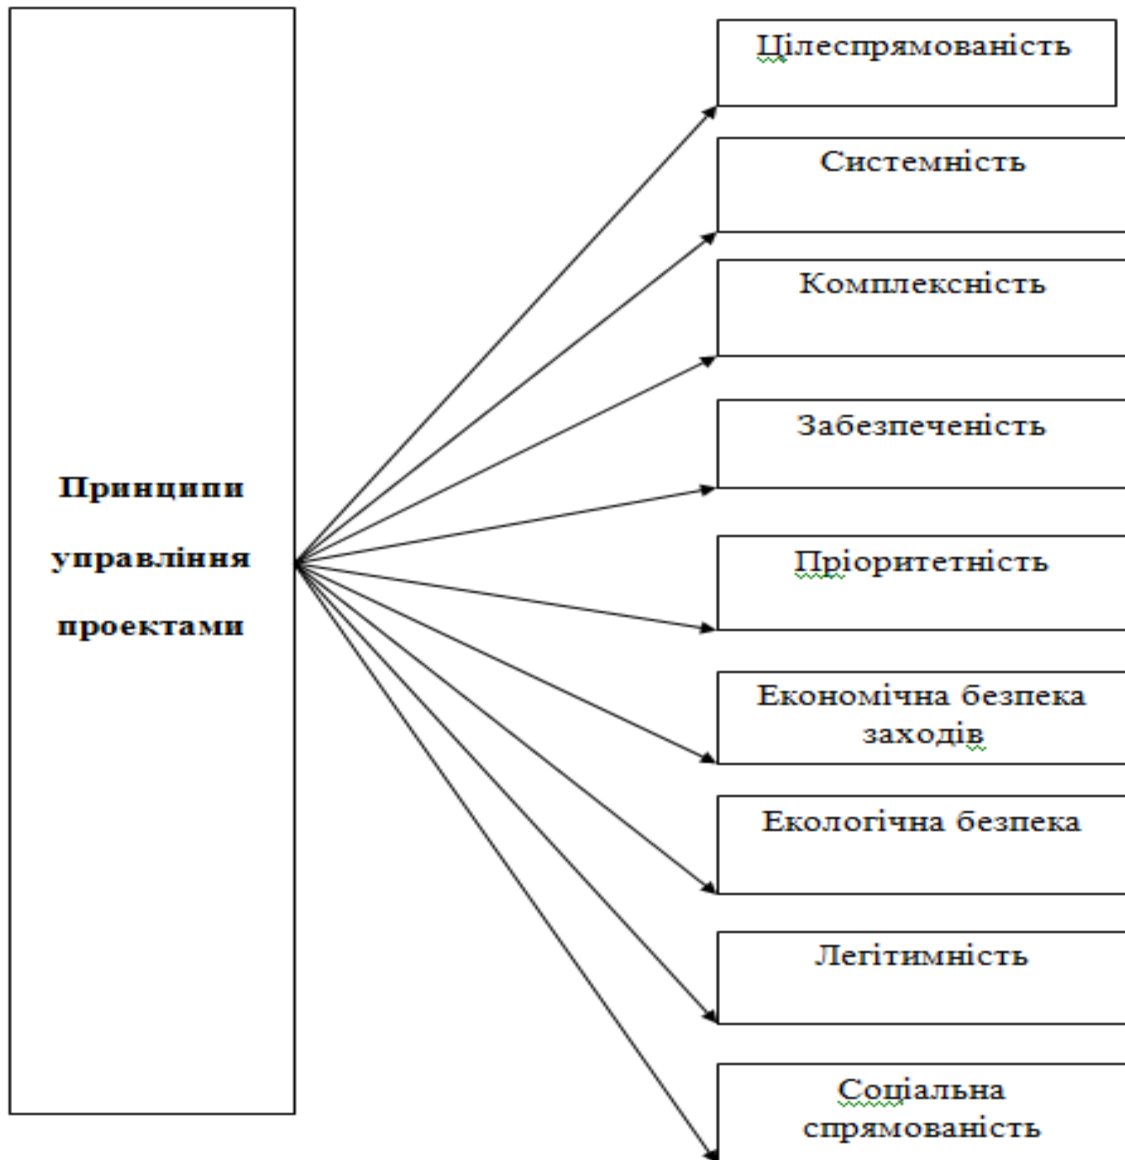 Принципи
управління
проектами
Цілеспрямованість
Системність
Комплексність
Забезпеченість
Пріоритетність
Економічна безпека
заходів
Екологічна безпека
Легітимність
Соціальна
спрямованість